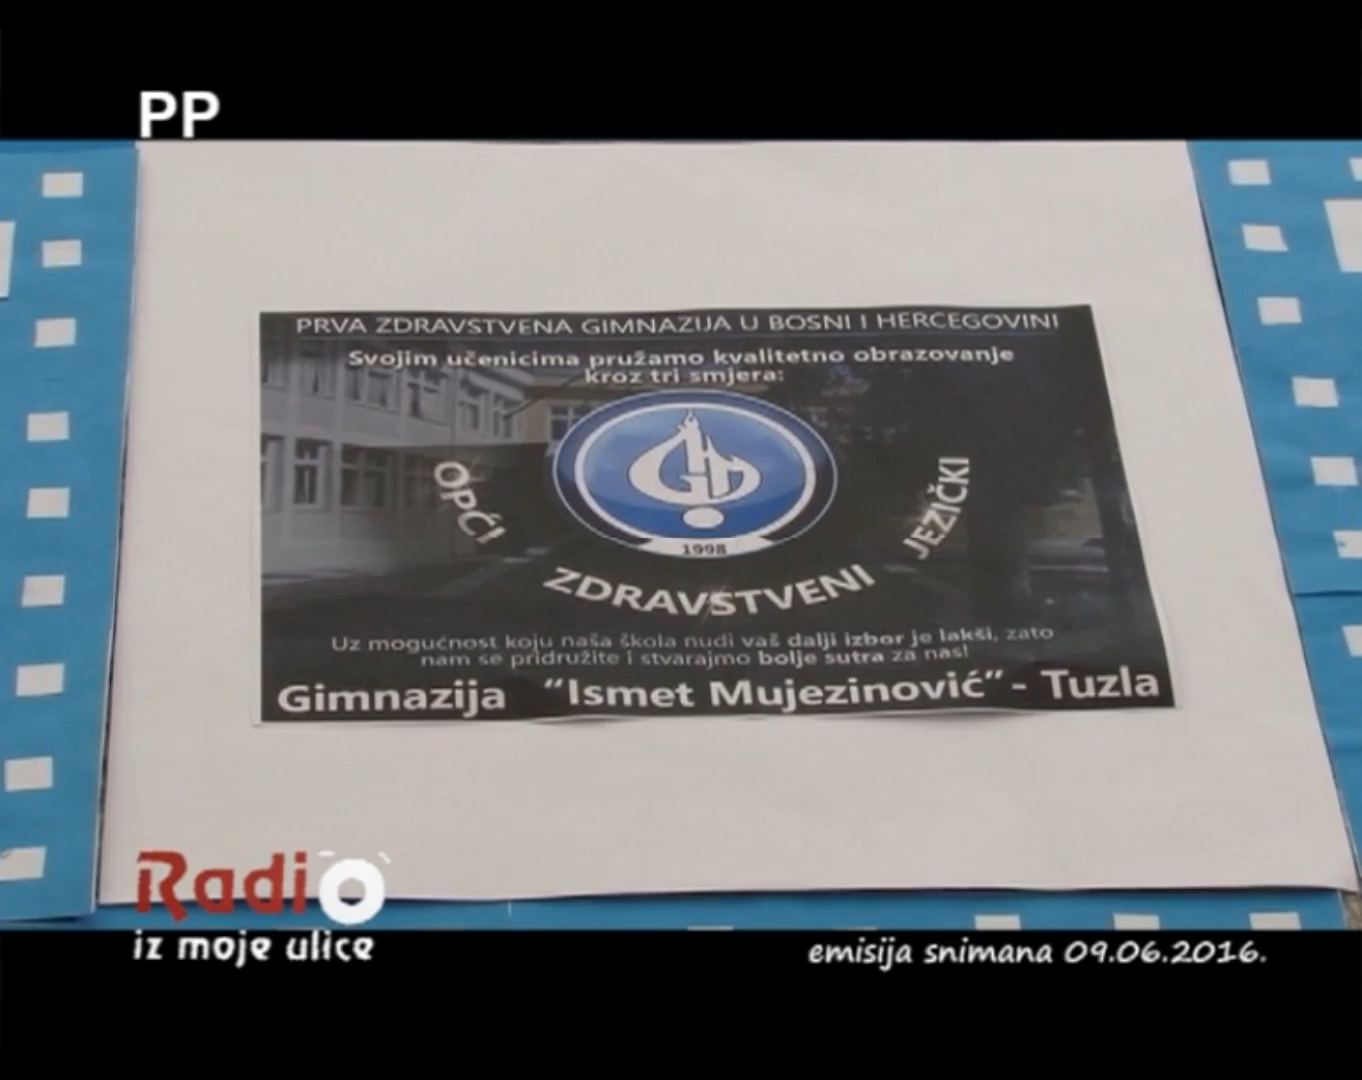 PP
PRVA ZDRAVSTVENA GIMNAZIJA U BOSNI I HERCEGOVINI
Svojim učenicima pružamo kvalitetno obrazovanje
kroz tri smjera:
OPĆI
JEZIČKI
1998
ZDRAVSTVENI
Uz mogućnost koju naša škola nudi vaš dalji izbor je lakši, zato
nam se pridružite i stvarajmo bolje sutra za nas!
Gimnazija "Ismet Mujezinović" - Tuzla
Radio
iz moje ulice
emisija snimana 09.06.2016.